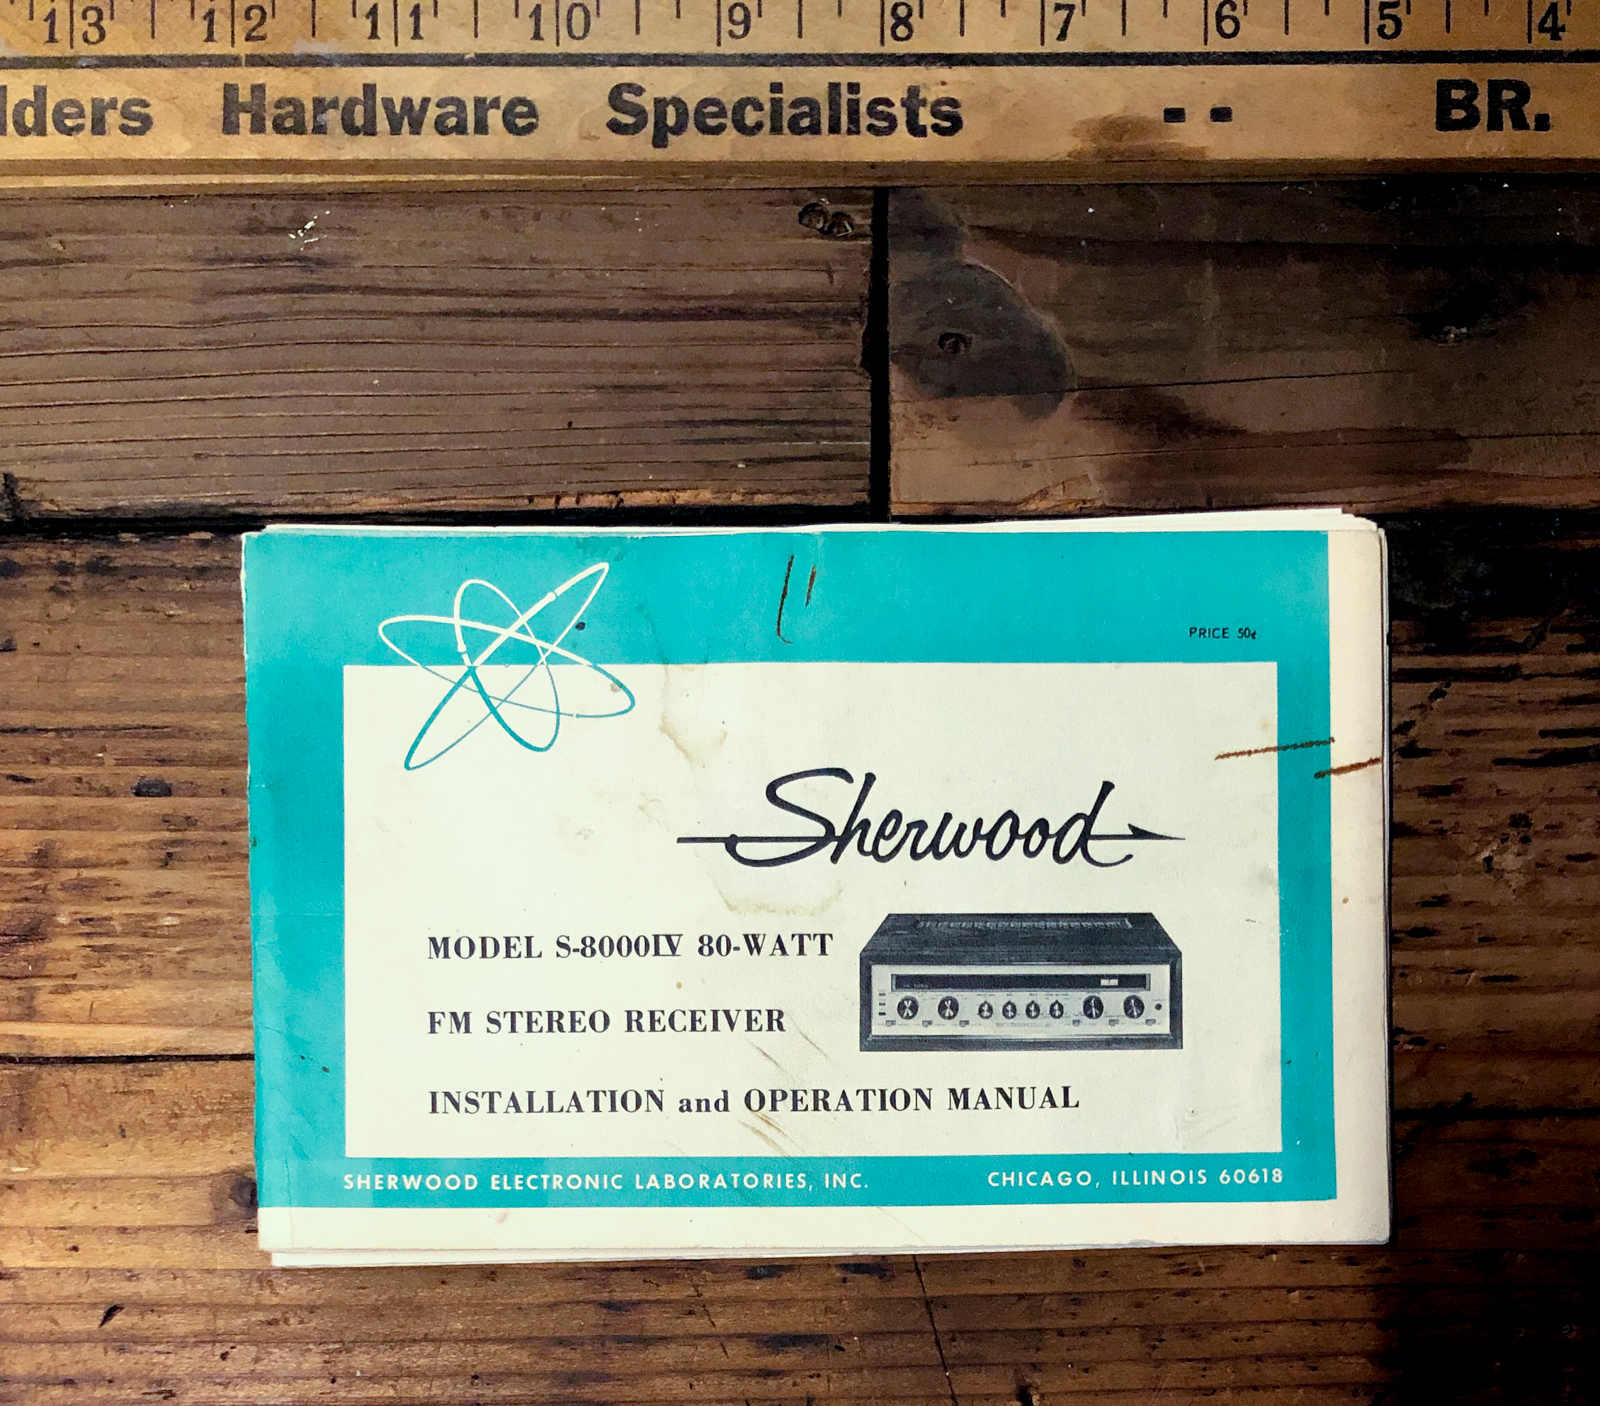 13 12 11 10 9 8 7 6 5 4
Hardware Specialists -- BR.
PRICE 50¢
Sherwood
MODEL S-8000IV 80-WATT
FM STEREO RECEIVER
INSTALLATION and OPERATION MANUAL
SHERWOOD ELECTRONIC LABORATORIES, INC. CHICAGO, ILLINOIS 60618